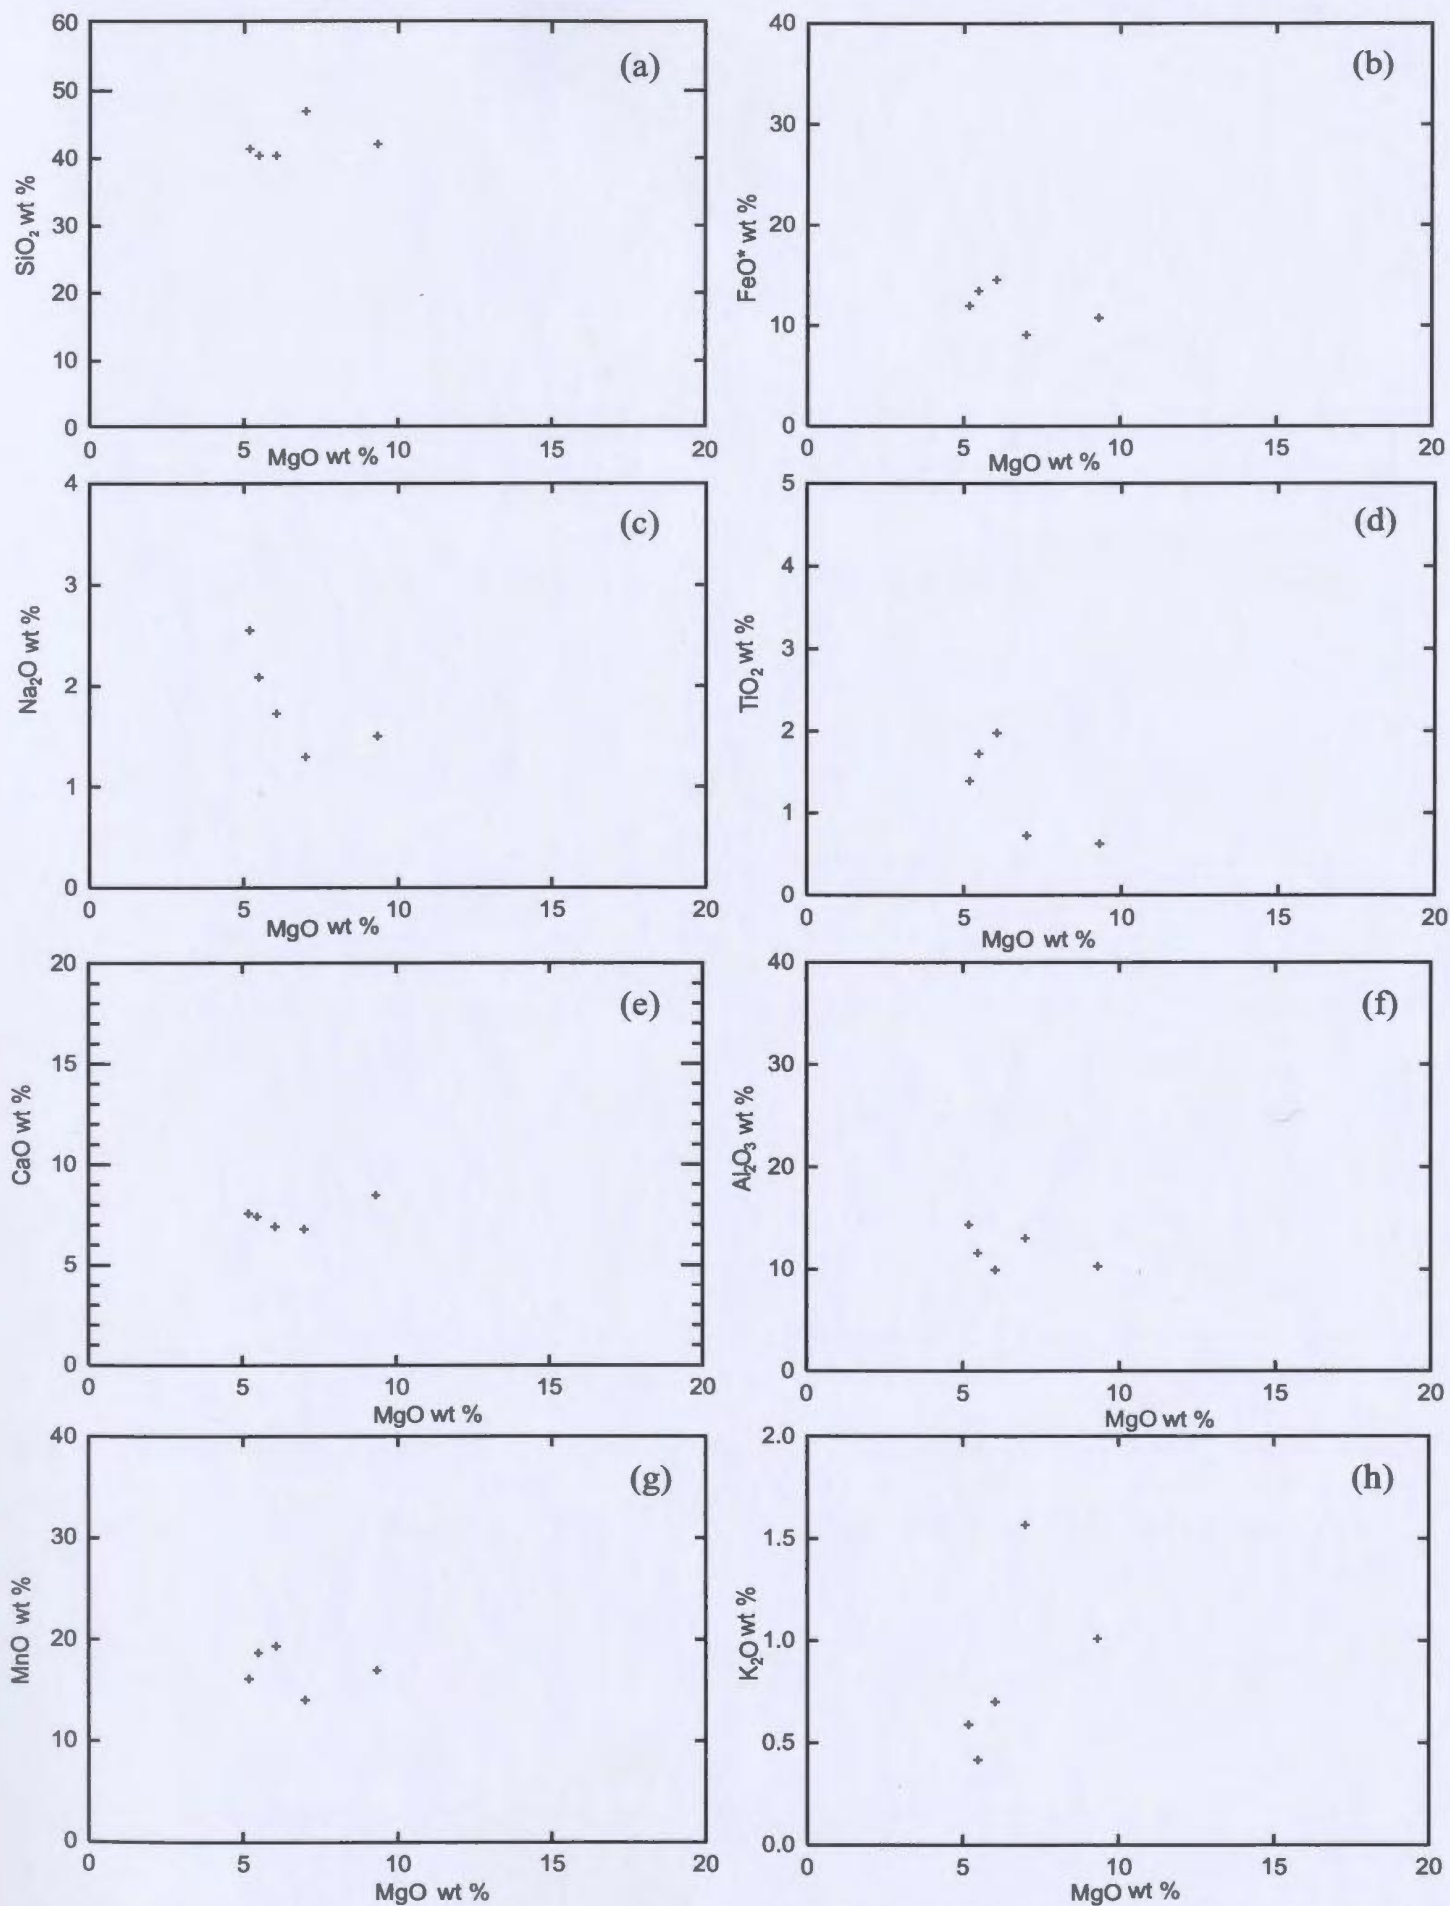 60
50
40
30
20
10
0
SiO₂ wt %
(a)
0 5 10 15 20
MgO wt %
40
30
20
10
0
FeO* wt %
(b)
0 5 10 15 20
MgO wt %
4
3
2
1
0
Na₂O wt %
(c)
0 5 10 15 20
MgO wt %
5
4
3
2
1
0
TiO₂ wt %
(d)
0 5 10 15 20
MgO wt %
20
15
10
5
0
CaO wt %
(e)
0 5 10 15 20
MgO wt %
40
30
20
10
0
Al₂O₃ wt %
(f)
0 5 10 15 20
MgO wt %
40
30
20
10
0
MnO wt %
(g)
0 5 10 15 20
MgO wt %
2.0
1.5
1.0
0.5
0.0
K₂O wt %
(h)
0 5 10 15 20
MgO wt %